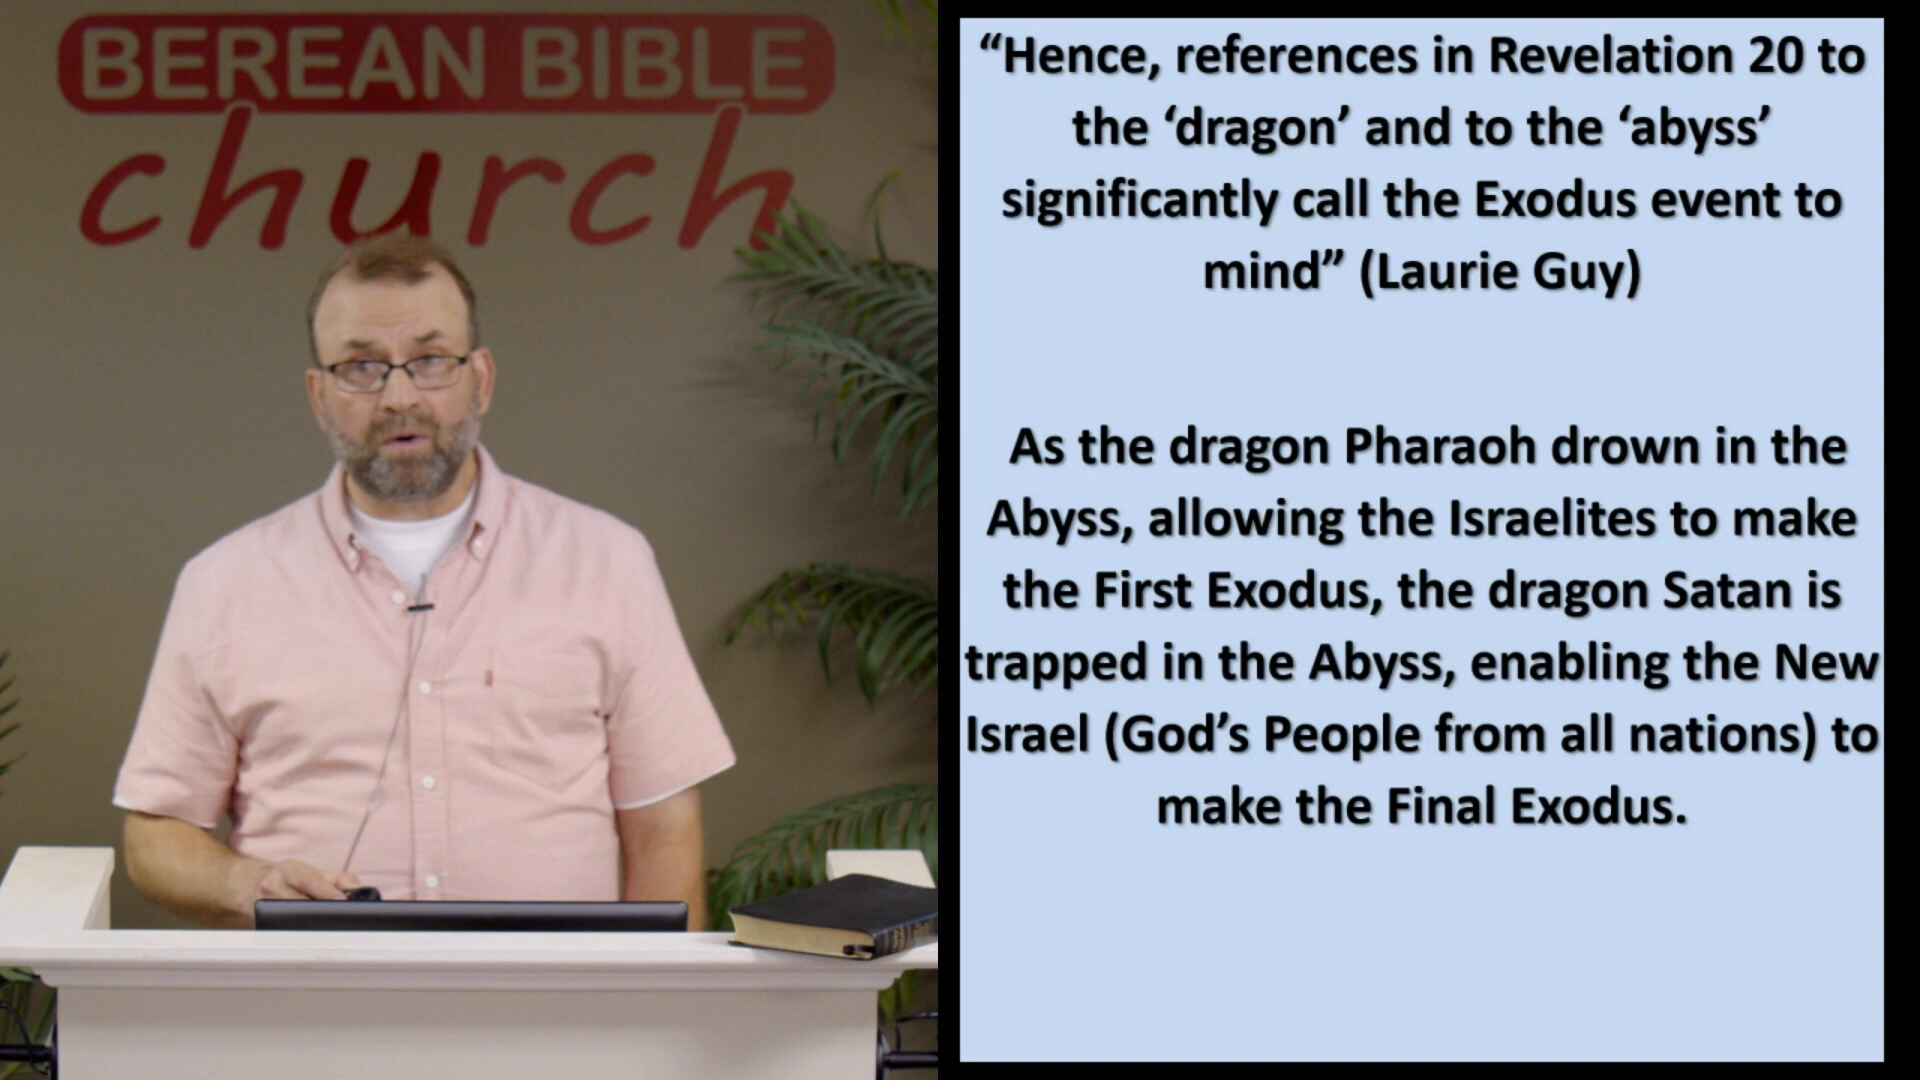 BEREAN BIBLE
church
“Hence, references in Revelation 20 to
the ‘dragon’ and to the ‘abyss’
significantly call the Exodus event to
mind” (Laurie Guy)
As the dragon Pharaoh drown in the
Abyss, allowing the Israelites to make
the First Exodus, the dragon Satan is
trapped in the Abyss, enabling the New
Israel (God’s People from all nations) to
make the Final Exodus.